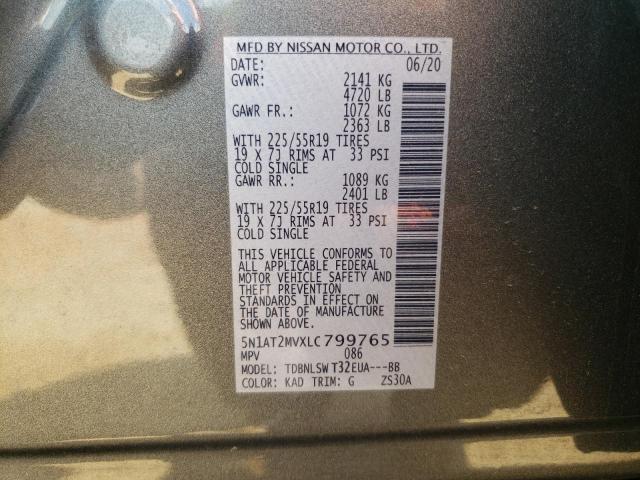 MFD BY NISSAN MOTOR CO., LTD.
DATE: 06/20
GVWR: 2141 KG
4720 LB
GAWR FR.: 1072 KG
2363 LB
WITH 225/55R19 TIRES
19 X 7J RIMS AT 33 PSI
COLD SINGLE
GAWR RR.: 1089 KG
2401 LB
WITH 225/55R19 TIRES
19 X 7J RIMS AT 33 PSI
COLD SINGLE
THIS VEHICLE CONFORMS TO
ALL APPLICABLE FEDERAL
MOTOR VEHICLE SAFETY AND
THEFT PREVENTION
STANDARDS IN EFFECT ON
THE DATE OF MANUFACTURE
SHOWN ABOVE.
5N1AT2MVXLC799765
MPV 086
MODEL: TDBNLSW T32EUA---BB
COLOR: KAD TRIM: G ZS30A